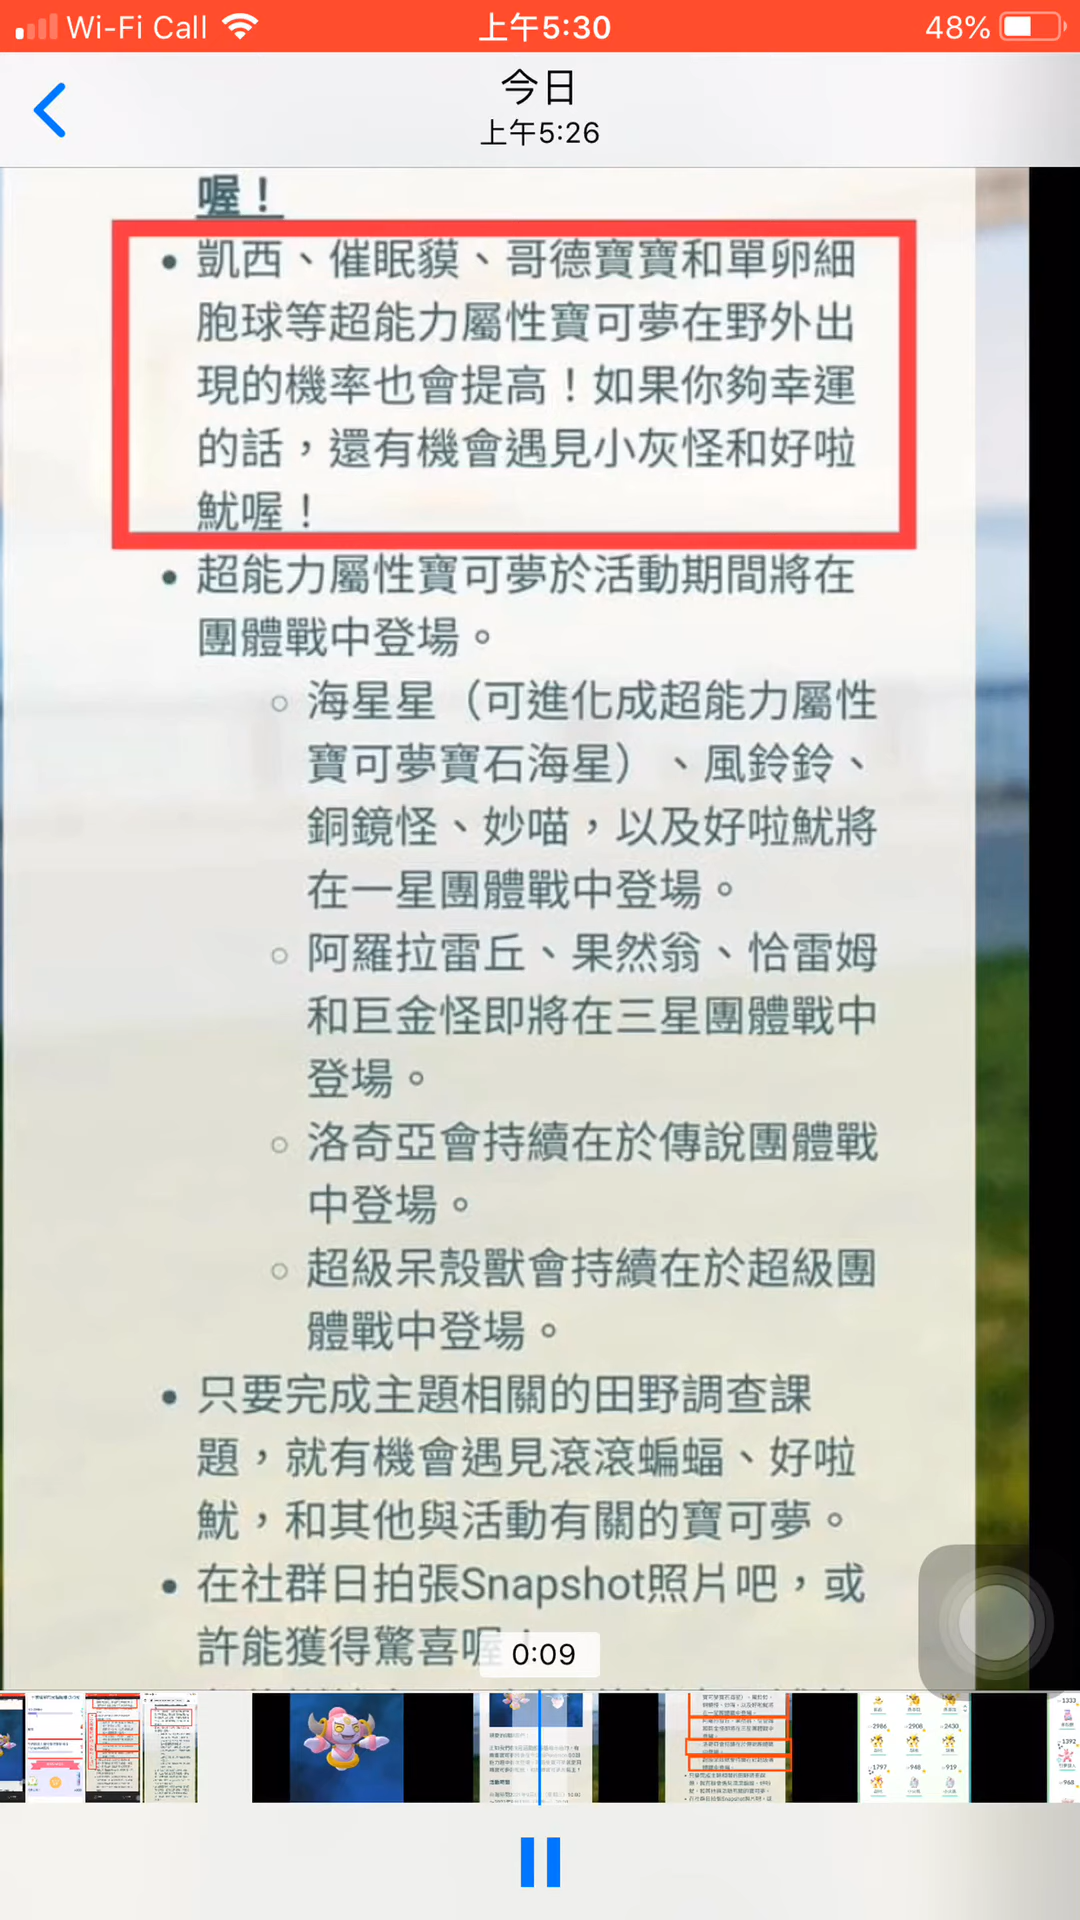 Wi-Fi Call
上午5:30
48%
今日
上午5:26
喔！
凱西、催眠貘、哥德寶寶和單卵細
胞球等超能力屬性寶可夢在野外出
現的機率也會提高！如果你夠幸運
的話，還有機會遇見小灰怪和好啦
魷喔！
超能力屬性寶可夢於活動期間將在
團體戰中登場。
海星星（可進化成超能力屬性
寶可夢寶石海星）、風鈴鈴、
銅鏡怪、妙喵，以及好啦魷將
在一星團體戰中登場。
阿羅拉雷丘、果然翁、恰雷姆
和巨金怪即將在三星團體戰中
登場。
洛奇亞會持續在於傳說團體戰
中登場。
超級呆殼獸會持續在於超級團
體戰中登場。
只要完成主題相關的田野調查課
題，就有機會遇見滾滾蝙蝠、好啦
魷，和其他與活動有關的寶可夢。
在社群日拍張Snapshot照片吧，或
許能獲得驚喜喔！
0:09
2986
2908
2430
1797
948
919
1333
1392
968